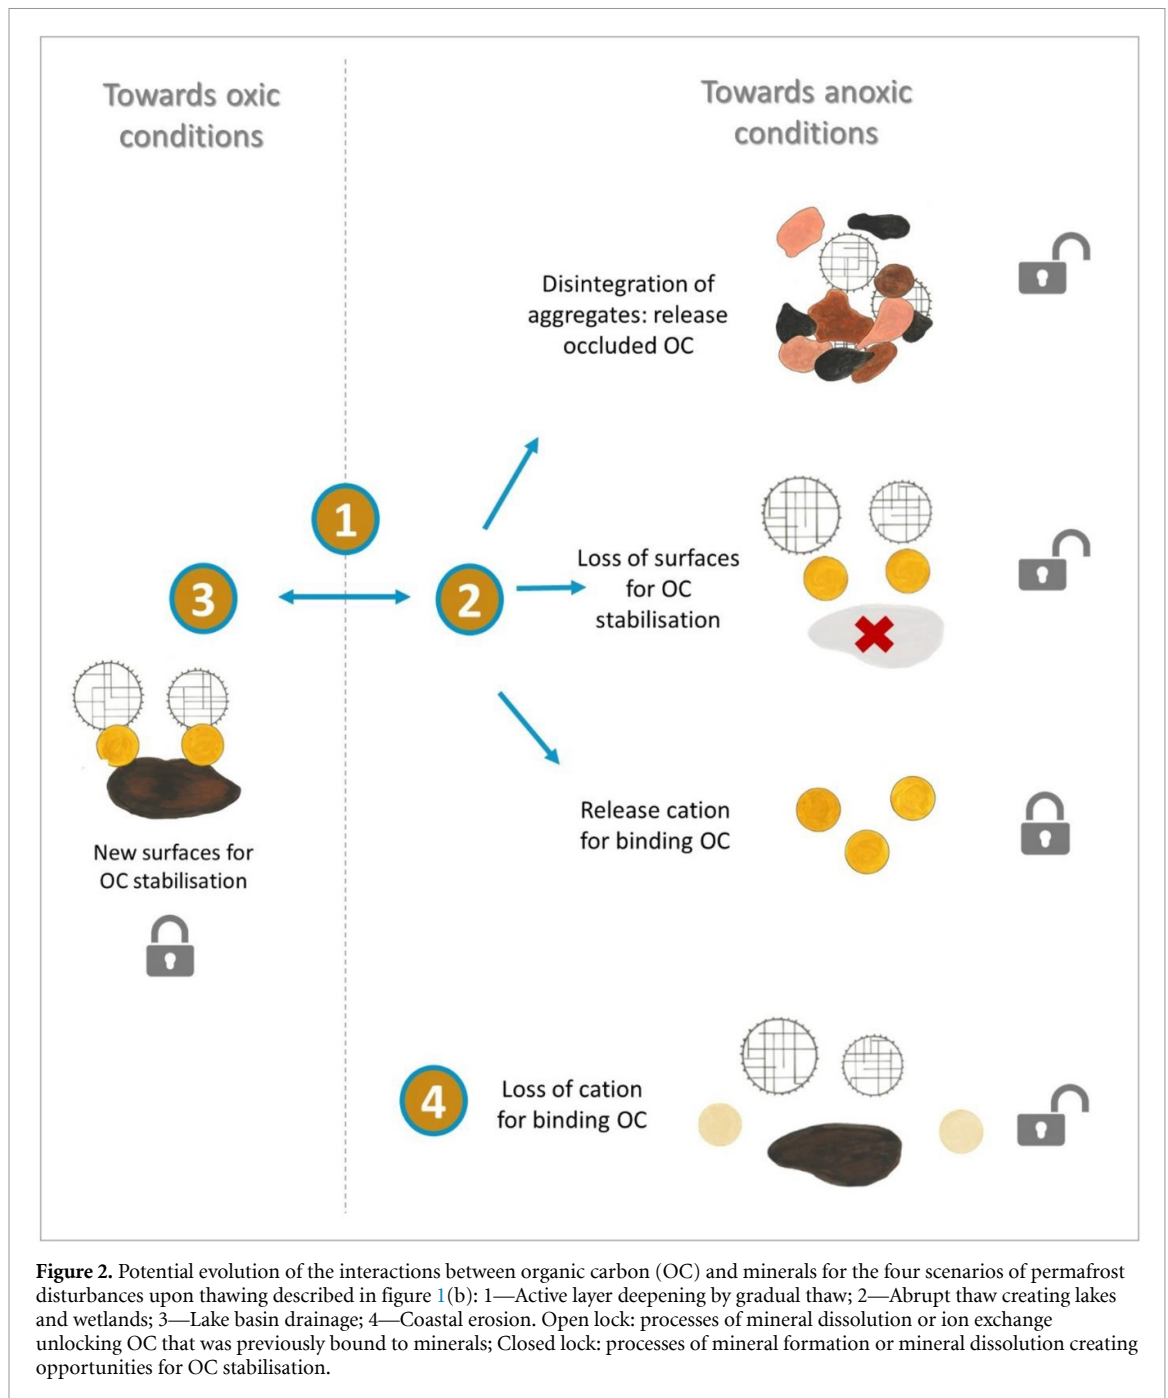 Towards oxic
conditions
Towards anoxic
conditions
Disintegration of
aggregates: release
occluded OC
1
3
2
Loss of surfaces
for OC
stabilisation
New surfaces for
OC stabilisation
Release cation
for binding OC
4
Loss of cation
for binding OC
Figure 2. Potential evolution of the interactions between organic carbon (OC) and minerals for the four scenarios of permafrost
disturbances upon thawing described in figure 1(b): 1—Active layer deepening by gradual thaw; 2—Abrupt thaw creating lakes
and wetlands; 3—Lake basin drainage; 4—Coastal erosion. Open lock: processes of mineral dissolution or ion exchange
unlocking OC that was previously bound to minerals; Closed lock: processes of mineral formation or mineral dissolution creating
opportunities for OC stabilisation.